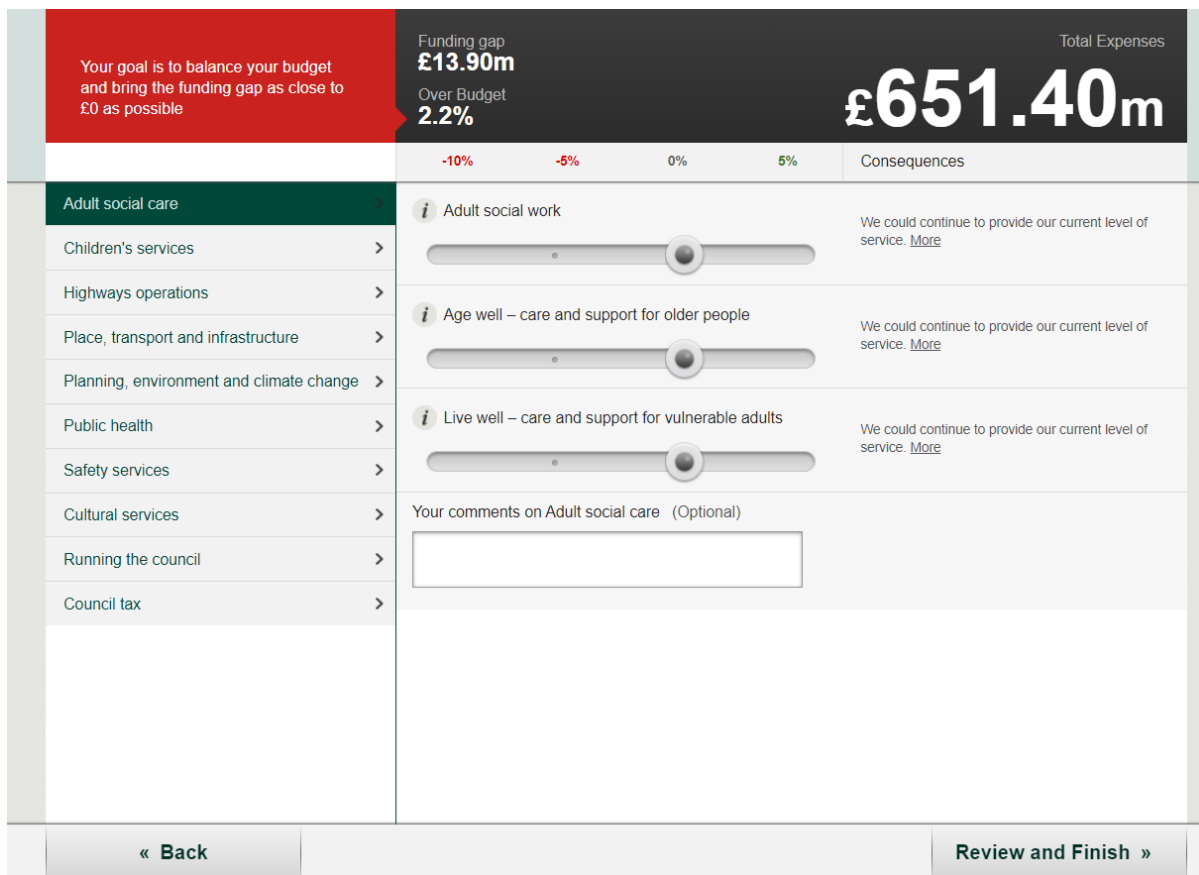 Your goal is to balance your budget
and bring the funding gap as close to
£0 as possible
Funding gap
£13.90m
Over Budget
2.2%
Total Expenses
£651.40m
-10% -5% 0% 5% Consequences
Adult social care
Children's services
Highways operations
Place, transport and infrastructure
Planning, environment and climate change
Public health
Safety services
Cultural services
Running the council
Council tax
i Adult social work
We could continue to provide our current level of
service. More
i Age well – care and support for older people
We could continue to provide our current level of
service. More
i Live well – care and support for vulnerable adults
We could continue to provide our current level of
service. More
Your comments on Adult social care (Optional)
« Back
Review and Finish »